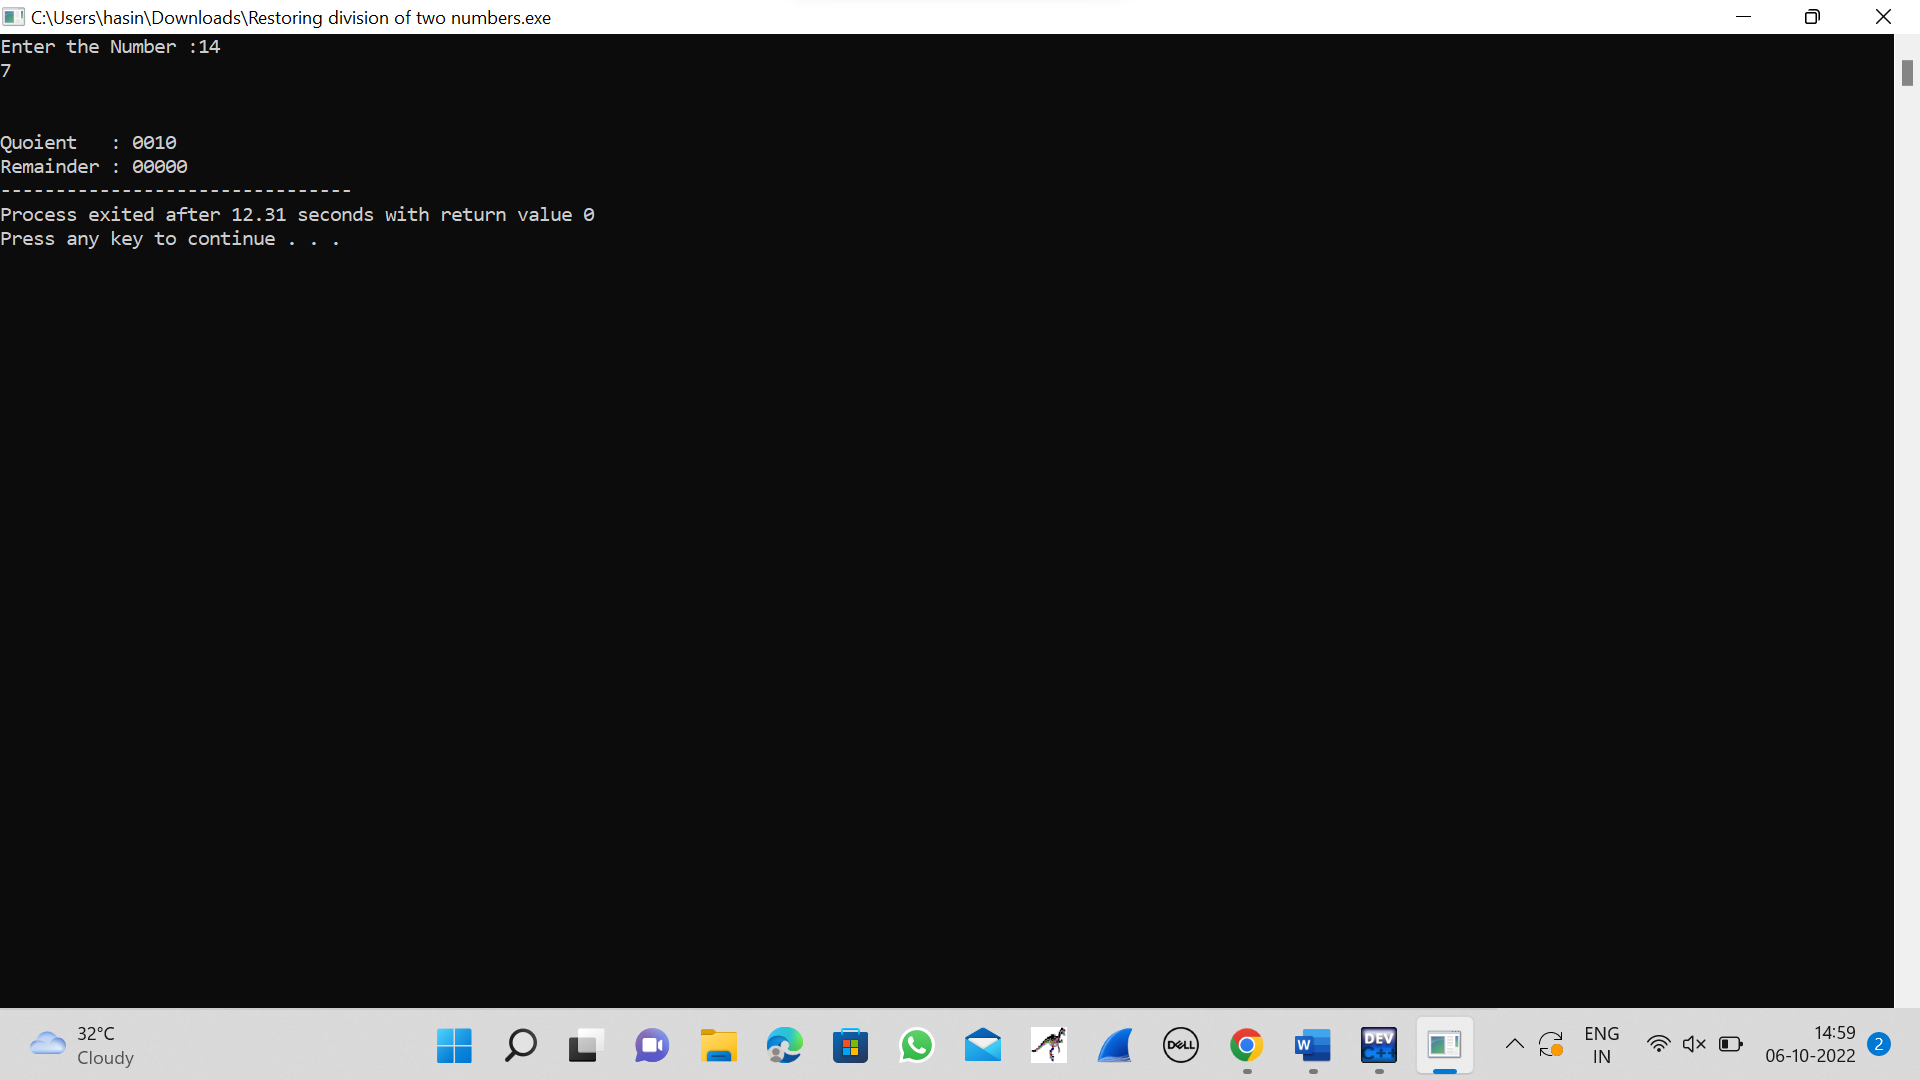 C:\Users\hasin\Downloads\Restoring division of two numbers.exe
Enter the Number :14
7
Quoient   : 0010
Remainder : 00000
--------------------------------
Process exited after 12.31 seconds with return value 0
Press any key to continue . . .
32°C
Cloudy
DELL
W
DEV
C++
ENG
IN
14:59
06-10-2022
2